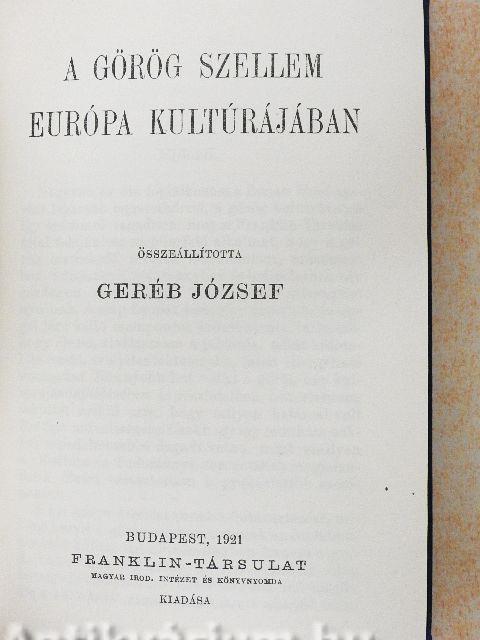 A GÖRÖG SZELLEM
EURÓPA KULTÚRÁJÁBAN
ÖSSZEÁLLÍTOTTA
GERÉB JÓZSEF
BUDAPEST, 1921
FRANKLIN-TÁRSULAT
MAGYAR IROD. INTÉZET ÉS KÖNYVNYOMDA
KIADÁSA